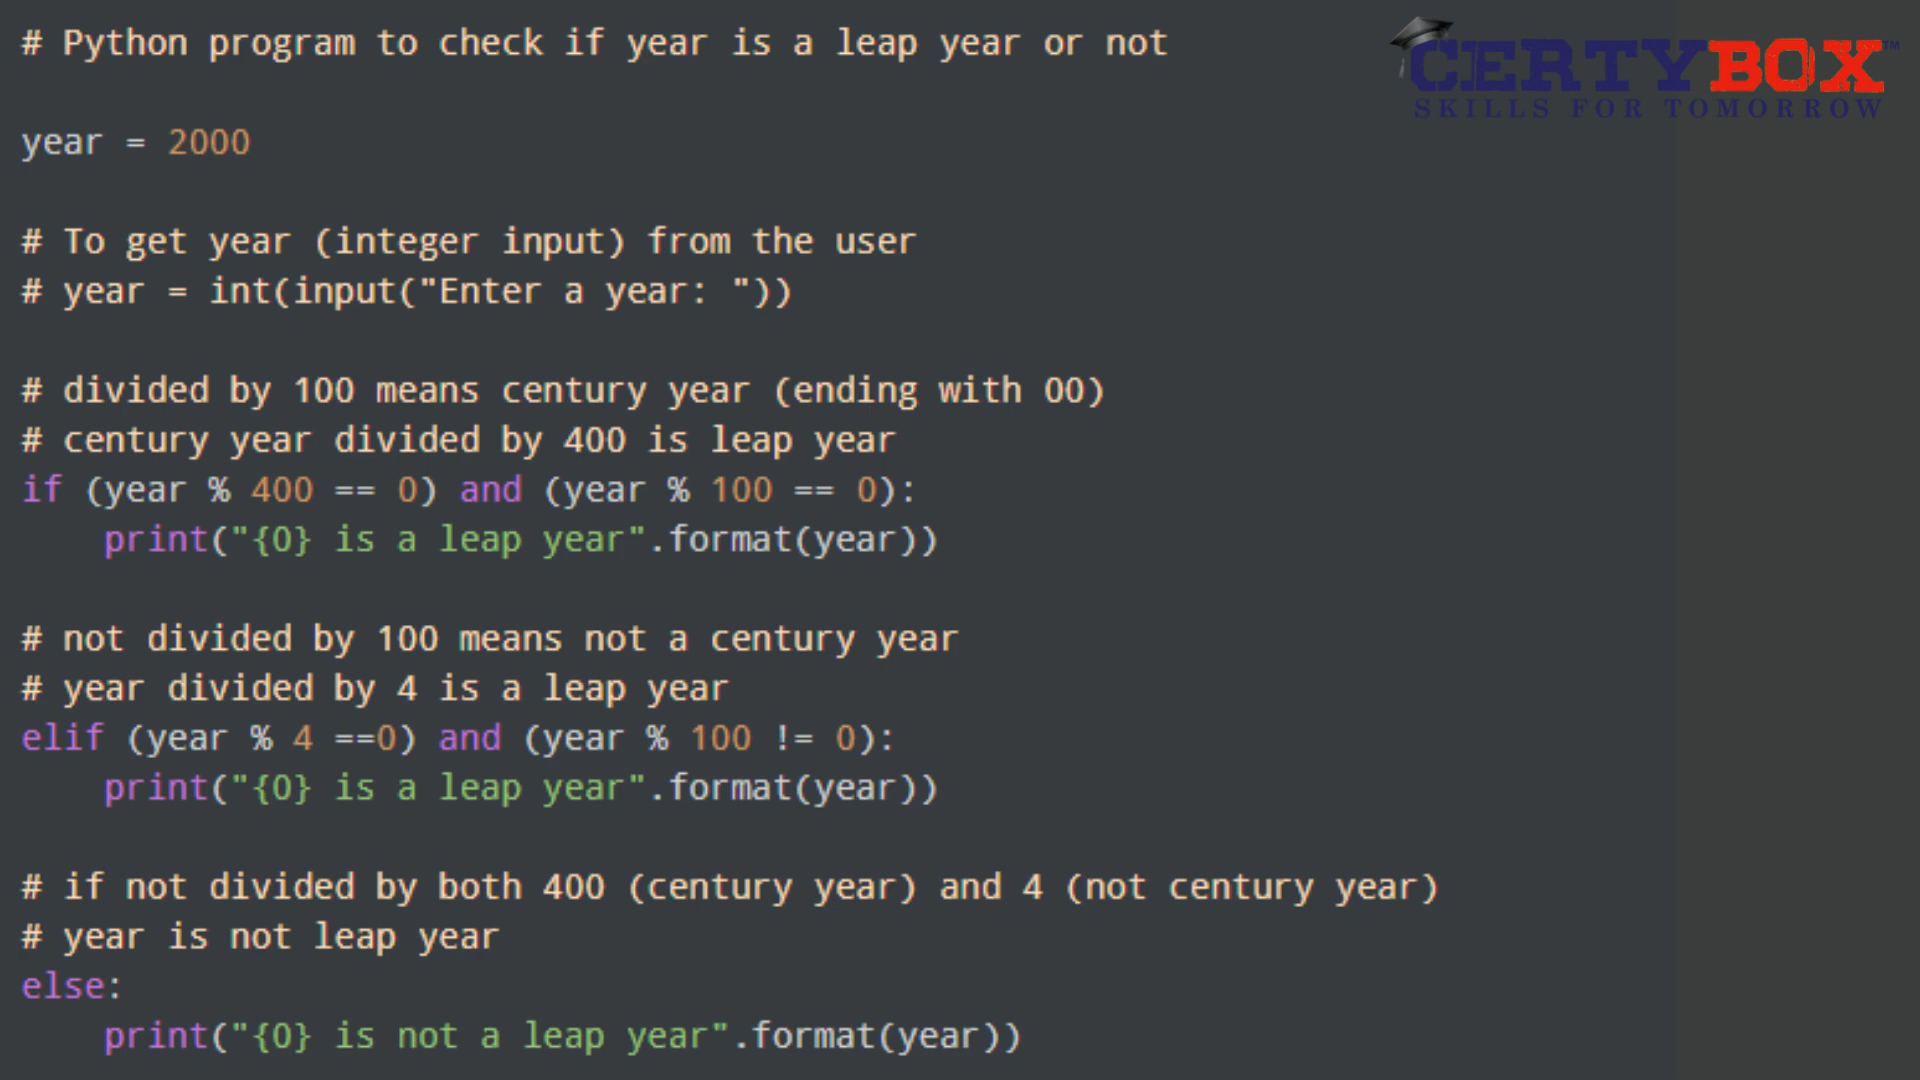 # Python program to check if year is a leap year or not
CERTYBOX™
SKILLS FOR TOMORROW
year = 2000
# To get year (integer input) from the user
# year = int(input("Enter a year: "))
# divided by 100 means century year (ending with 00)
# century year divided by 400 is leap year
if (year % 400 == 0) and (year % 100 == 0):
    print("{0} is a leap year".format(year))
# not divided by 100 means not a century year
# year divided by 4 is a leap year
elif (year % 4 ==0) and (year % 100 != 0):
    print("{0} is a leap year".format(year))
# if not divided by both 400 (century year) and 4 (not century year)
# year is not leap year
else:
    print("{0} is not a leap year".format(year))